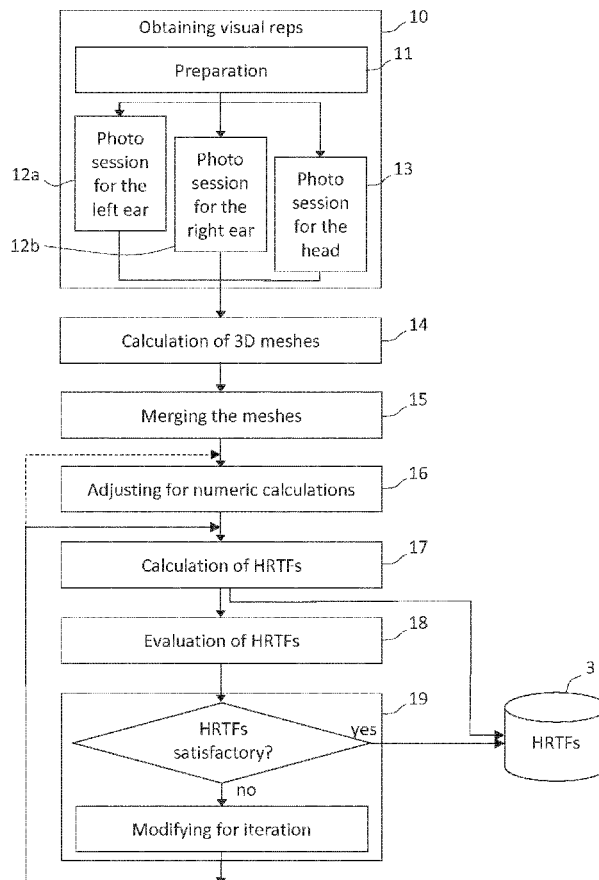 Obtaining visual reps
10
Preparation
11
Photo
session
for the
left ear
12a
Photo
session
for the
right ear
12b
Photo
session
for the
head
13
Calculation of 3D meshes
14
Merging the meshes
15
Adjusting for numeric calculations
16
Calculation of HRTFs
17
Evaluation of HRTFs
18
19
HRTFs
satisfactory?
yes
no
Modifying for iteration
3
HRTFs